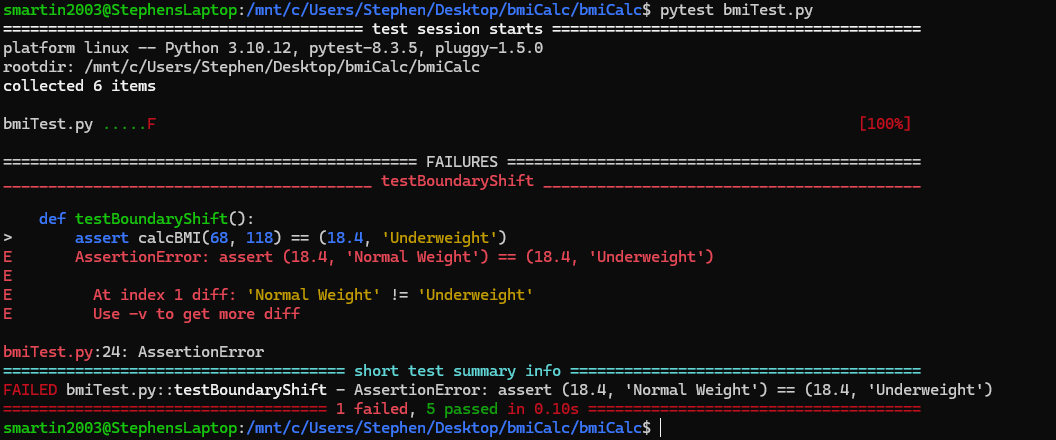 smartin2003@StephensLaptop:/mnt/c/Users/Stephen/Desktop/bmiCalc/bmiCalc$ pytest bmiTest.py
======================================== test session starts =========================================
platform linux -- Python 3.10.12, pytest-8.3.5, pluggy-1.5.0
rootdir: /mnt/c/Users/Stephen/Desktop/bmiCalc/bmiCalc
collected 6 items

bmiTest.py .....F                                                                              [100%]

============================================== FAILURES ==============================================
_________________________________________ testBoundaryShift __________________________________________

    def testBoundaryShift():
>       assert calcBMI(68, 118) == (18.4, 'Underweight')
E       AssertionError: assert (18.4, 'Normal Weight') == (18.4, 'Underweight')
E
E         At index 1 diff: 'Normal Weight' != 'Underweight'
E         Use -v to get more diff

bmiTest.py:24: AssertionError
====================================== short test summary info =======================================
FAILED bmiTest.py::testBoundaryShift - AssertionError: assert (18.4, 'Normal Weight') == (18.4, 'Underweight')
==================================== 1 failed, 5 passed in 0.10s =====================================
smartin2003@StephensLaptop:/mnt/c/Users/Stephen/Desktop/bmiCalc/bmiCalc$